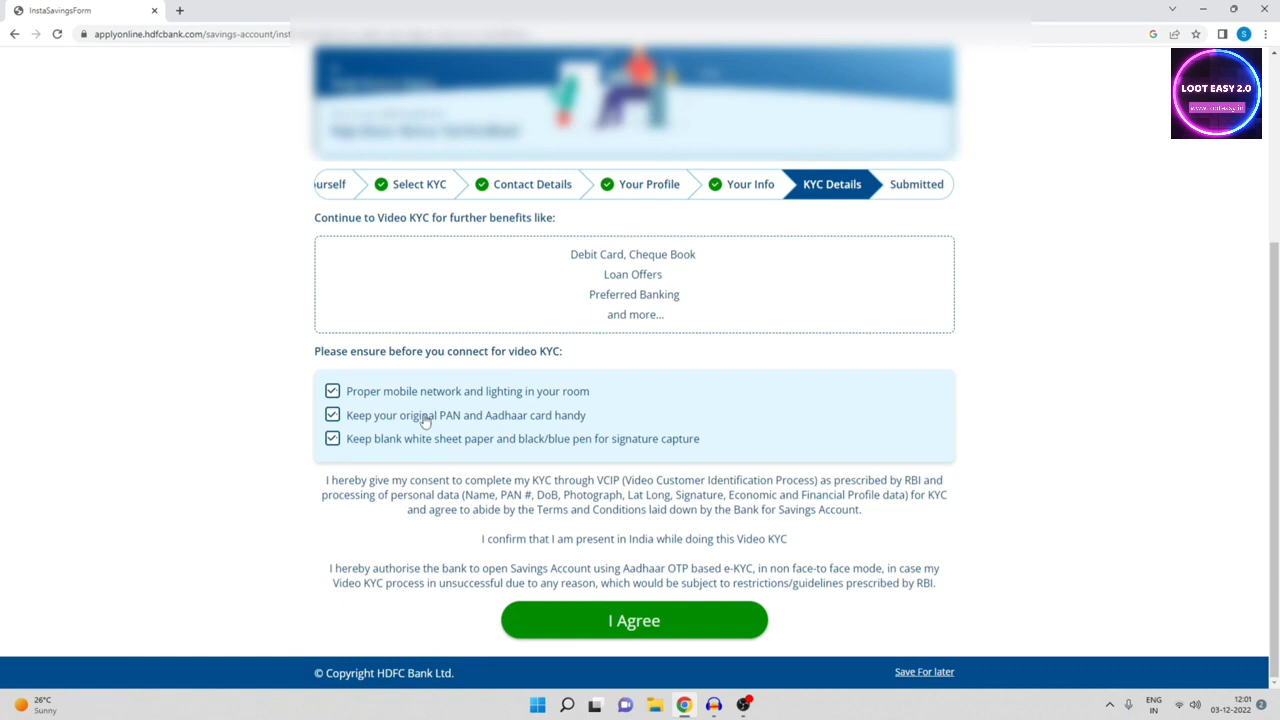 InstaSavingsForm
applyonline.hdfcbank.com/savings-account/inst
LOOT EASY 2.0
www.looteasy.in
ourself
Select KYC
Contact Details
Your Profile
Your Info
KYC Details
Submitted
Continue to Video KYC for further benefits like:
Debit Card, Cheque Book
Loan Offers
Preferred Banking
and more...
Please ensure before you connect for video KYC:
Proper mobile network and lighting in your room
Keep your original PAN and Aadhaar card handy
Keep blank white sheet paper and black/blue pen for signature capture
I hereby give my consent to complete my KYC through VCIP (Video Customer Identification Process) as prescribed by RBI and
processing of personal data (Name, PAN #, DoB, Photograph, Lat Long, Signature, Economic and Financial Profile data) for KYC
and agree to abide by the Terms and Conditions laid down by the Bank for Savings Account.
I confirm that I am present in India while doing this Video KYC
I hereby authorise the bank to open Savings Account using Aadhaar OTP based e-KYC, in non face-to face mode, in case my
Video KYC process in unsuccessful due to any reason, which would be subject to restrictions/guidelines prescribed by RBI.
I Agree
© Copyright HDFC Bank Ltd.
Save For later
26°C
Sunny
ENG
IN
12:01
03-12-2022
2